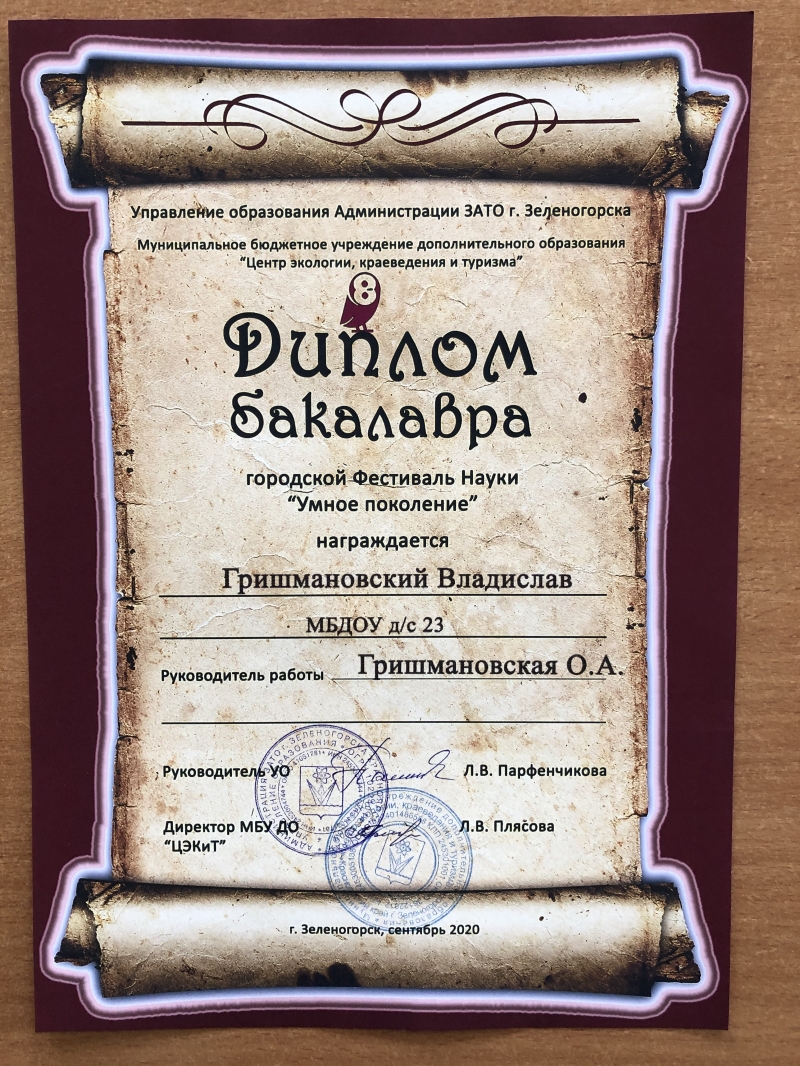 Управление образования Администрации ЗАТО г. Зеленогорска
Муниципальное бюджетное учреждение дополнительного образования
“Центр экологии, краеведения и туризма”
8
Диплом
бакалавра
городской Фестиваль Науки
“Умное поколение”
награждается
Гришмановский Владислав
МБДОУ д/с 23
Руководитель работы Гришмановская О.А.
Руководитель УО Л.В. Парфенчикова
Директор МБУ ДО Л.В. Плясова
“ЦЭКиТ”
г. Зеленогорск, сентябрь 2020